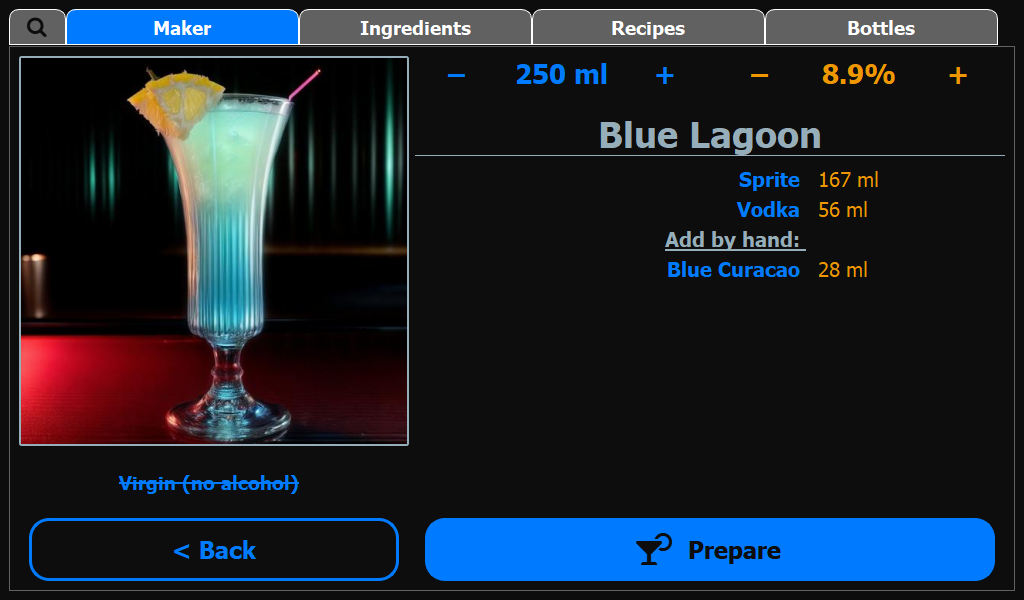 Maker Ingredients Recipes Bottles
− 250 ml + − 8.9% +
Blue Lagoon
Sprite 167 ml
Vodka 56 ml
Add by hand:
Blue Curacao 28 ml
Virgin (no alcohol)
< Back Prepare